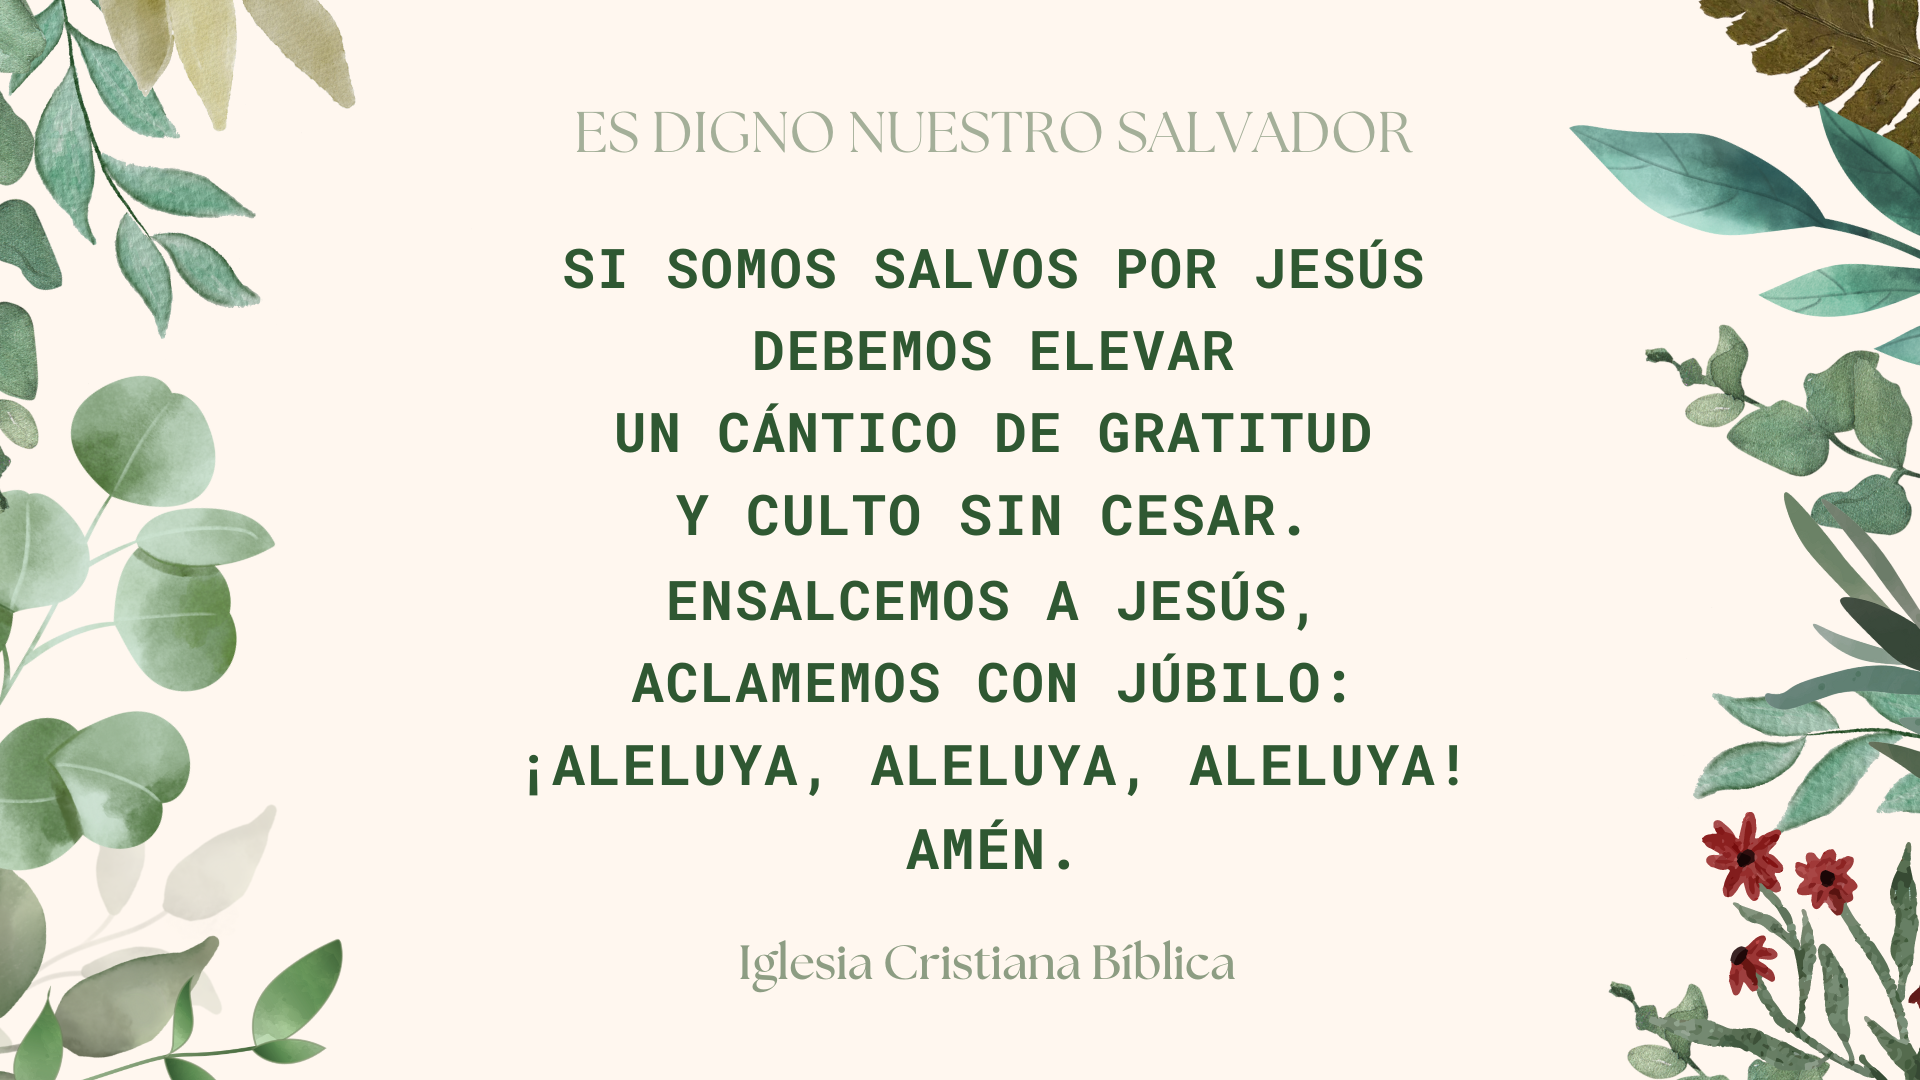 ES DIGNO NUESTRO SALVADOR
SI SOMOS SALVOS POR JESÚS
DEBEMOS ELEVAR
UN CÁNTICO DE GRATITUD
Y CULTO SIN CESAR.
ENSALCEMOS A JESÚS,
ACLAMEMOS CON JÚBILO:
¡ALELUYA, ALELUYA, ALELUYA!
AMÉN.
Iglesia Cristiana Bíblica